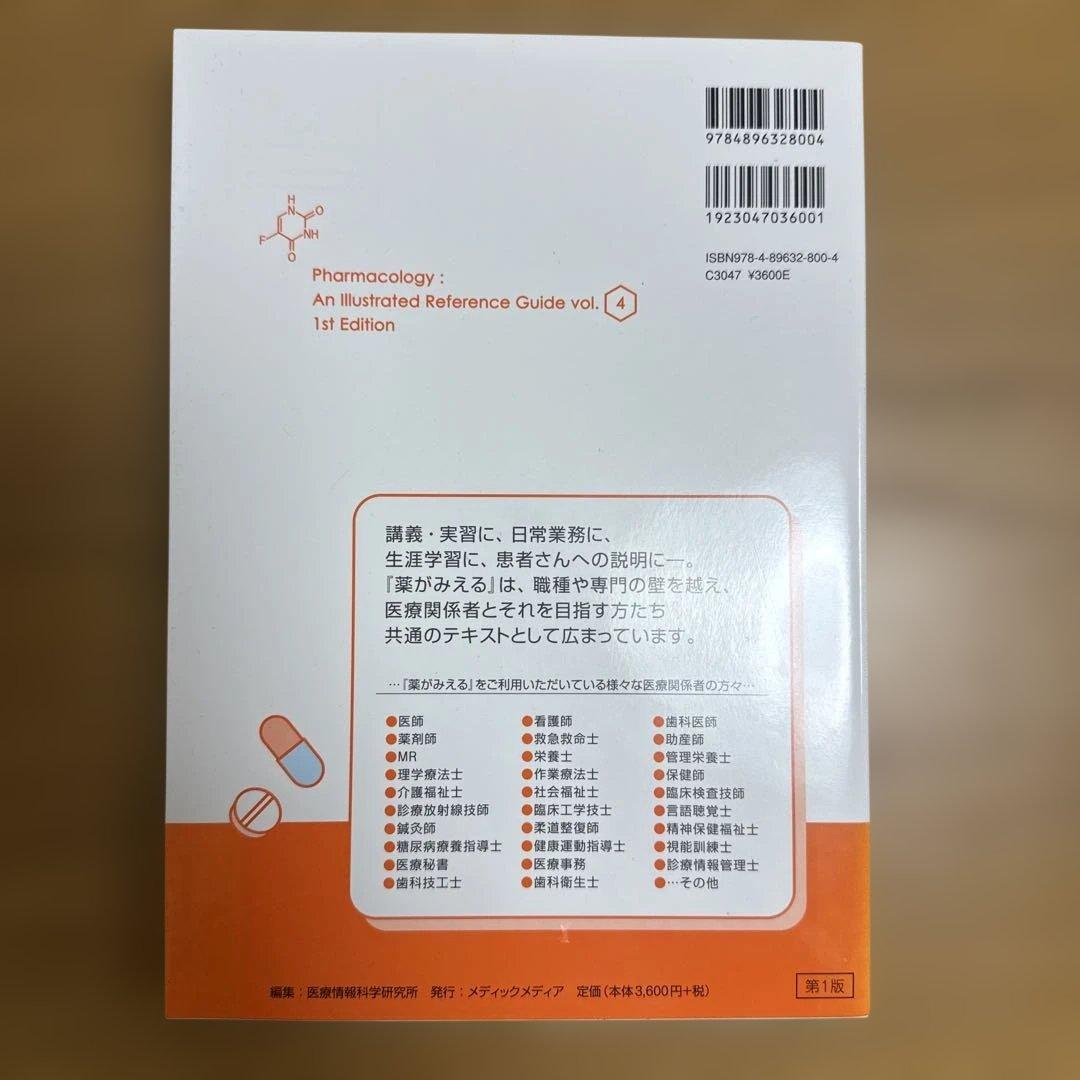 9784896328004
1923047036001
ISBN978-4-89632-800-4
C3047 ¥3600E
H
N
O
F
NH
O
Pharmacology :
An Illustrated Reference Guide vol. 4
1st Edition
講義・実習に、日常業務に、
生涯学習に、患者さんへの説明に―。
『薬がみえる』は、職種や専門の壁を越え、
医療関係者とそれを目指す方たち
共通のテキストとして広まっています。
…『薬がみえる』をご利用いただいている様々な医療関係者の方々…
●医師 ●看護師 ●歯科医師
●薬剤師 ●救急救命士 ●助産師
●MR ●栄養士 ●管理栄養士
●理学療法士 ●作業療法士 ●保健師
●介護福祉士 ●社会福祉士 ●臨床検査技師
●診療放射線技師 ●臨床工学技士 ●言語聴覚士
●鍼灸師 ●柔道整復師 ●精神保健福祉士
●糖尿病療養指導士 ●健康運動指導士 ●視能訓練士
●医療秘書 ●医療事務 ●診療情報管理士
●歯科技工士 ●歯科衛生士 ●…その他
編集：医療情報科学研究所 発行：メディックメディア 定価（本体3,600円+税）
第1版